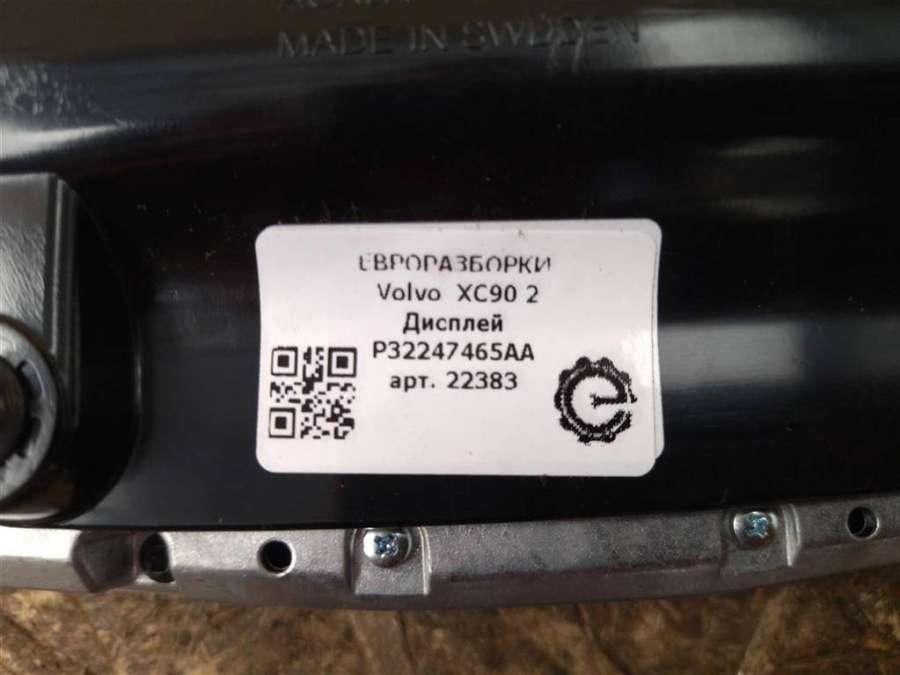 MADE IN SWEDEN
ЕВРОРАЗБОРКИ
Volvo XC90 2
Дисплей
P32247465AA
арт. 22383